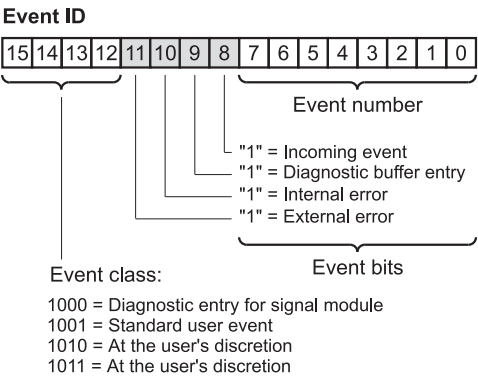 Event ID
15 14 13 12 11 10 9 8 7 6 5 4 3 2 1 0
Event number
"1" = Incoming event
"1" = Diagnostic buffer entry
"1" = Internal error
"1" = External error
Event bits
Event class:
1000 = Diagnostic entry for signal module
1001 = Standard user event
1010 = At the user's discretion
1011 = At the user's discretion